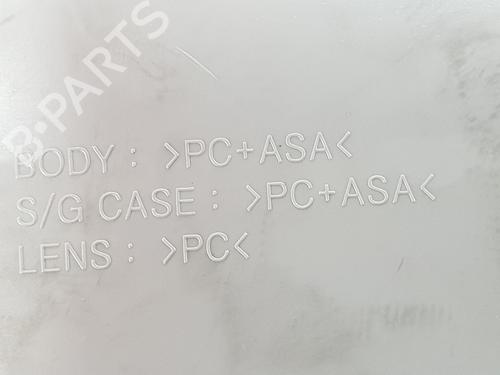 B-PARTS
BODY : >PC+ASA<
S/G CASE : >PC+ASA<
LENS : >PC<